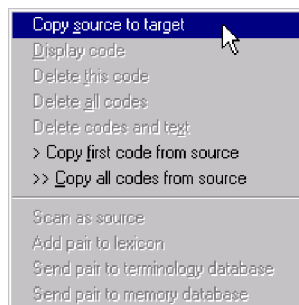 Copy source to target
Display code
Delete this code
Delete all codes
Delete codes and text
> Copy first code from source
>> Copy all codes from source
Scan as source
Add pair to lexicon
Send pair to terminology database
Send pair to memory database